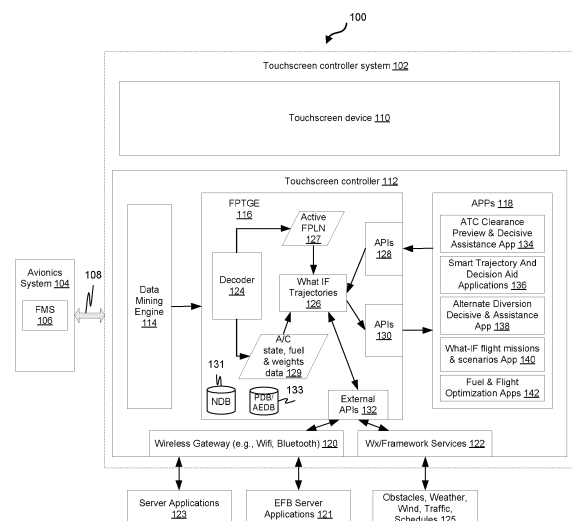 100
Touchscreen controller system 102
Touchscreen device 110
Touchscreen controller 112
FPTGE
116
Active
FPLN
127
APPs 118
ATC Clearance
Preview & Decisive
Assistance App 134
APIs
128
Smart Trajectory And
Decision Aid
Applications 136
Avionics
System 104
108
FMS
106
Data
Mining
Engine
114
Decoder
124
What IF
Trajectories
126
APIs
130
Alternate Diversion
Decisive & Assistance
App 138
A/C
state, fuel
& weights
data 129
What-IF flight missions
& scenarios App 140
131
133
NDB
PDB/
AEDB
External
APIs 132
Fuel & Flight
Optimization Apps 142
Wireless Gateway (e.g., Wifi, Bluetooth) 120
Wx/Framework Services 122
Server Applications
123
EFB Server
Applications 121
Obstacles, Weather,
Wind, Traffic,
Schedules 125